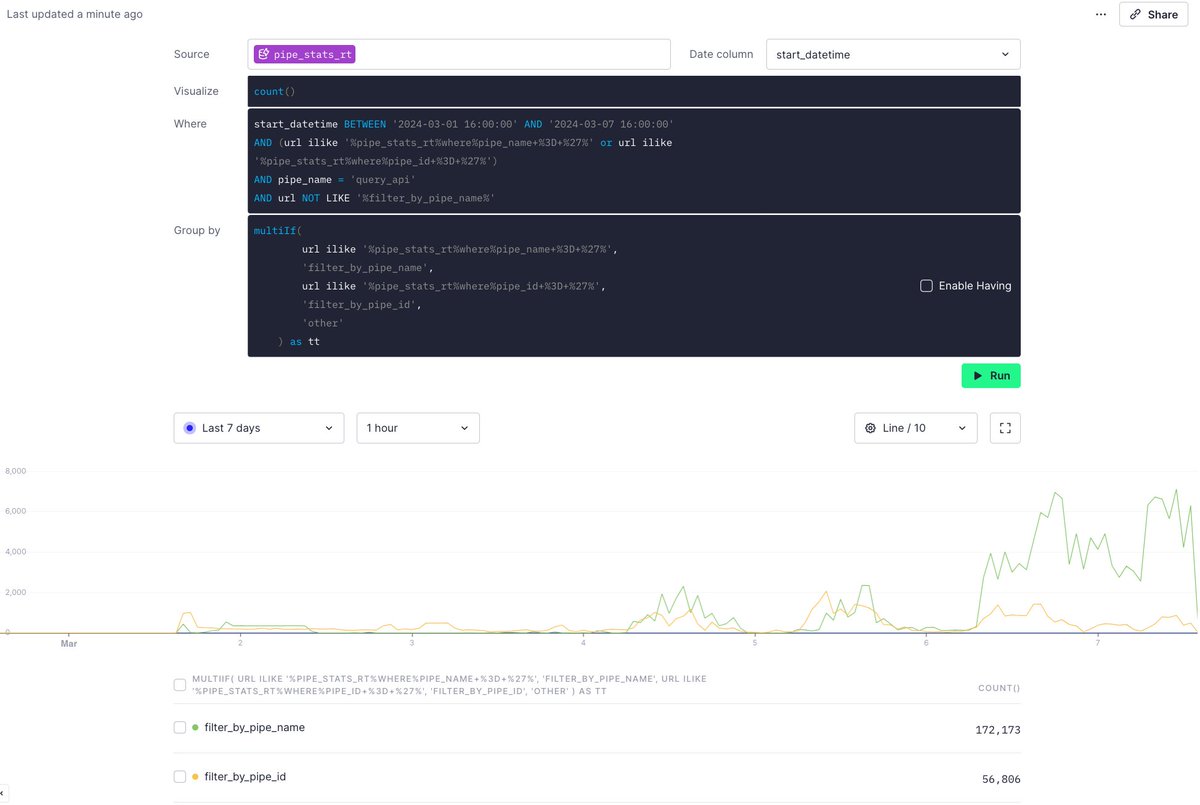 Last updated a minute ago
... Share
Source pipe_stats_rt Date column start_datetime
Visualize count()
Where start_datetime BETWEEN '2024-03-01 16:00:00' AND '2024-03-07 16:00:00'
AND (url ilike '%pipe_stats_rt%where%pipe_name+%3D+%27%' or url ilike
'%pipe_stats_rt%where%pipe_id+%3D+%27%')
AND pipe_name = 'query_api'
AND url NOT LIKE '%filter_by_pipe_name%'
Group by multiIf(
url ilike '%pipe_stats_rt%where%pipe_name+%3D+%27%',
'filter_by_pipe_name',
url ilike '%pipe_stats_rt%where%pipe_id+%3D+%27%',
Enable Having
'filter_by_pipe_id',
'other'
) as tt
Run
Last 7 days 1 hour Line / 10
8,000
6,000
4,000
2,000
0
Mar 2 3 4 5 6 7
MULTIIF( URL ILIKE '%PIPE_STATS_RT%WHERE%PIPE_NAME+%3D+%27%', 'FILTER_BY_PIPE_NAME', URL ILIKE
'%PIPE_STATS_RT%WHERE%PIPE_ID+%3D+%27%', 'FILTER_BY_PIPE_ID', 'OTHER' ) AS TT COUNT()
filter_by_pipe_name 172,173
filter_by_pipe_id 56,806